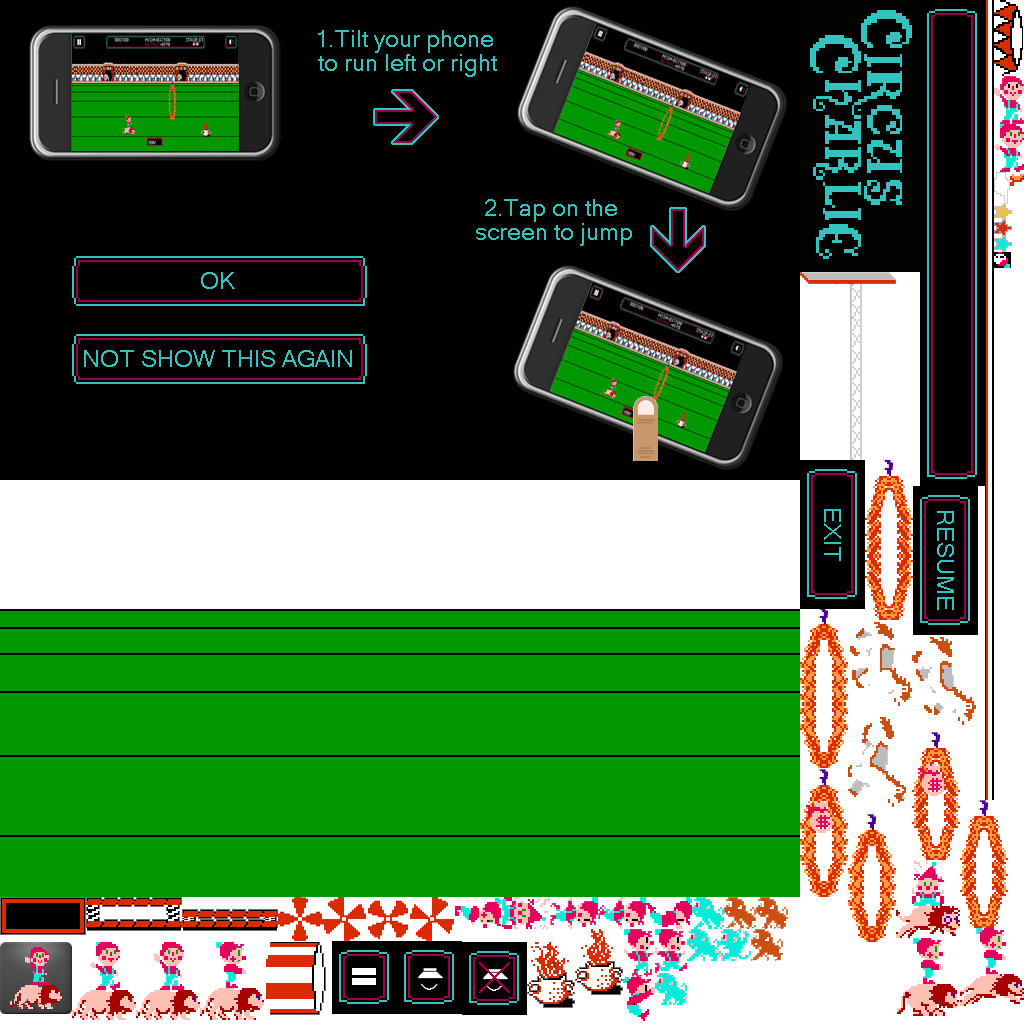 1.Tilt your phone
to run left or right
2.Tap on the
screen to jump
OK
NOT SHOW THIS AGAIN
CIRCUS
CHARLIE
EXIT
RESUME